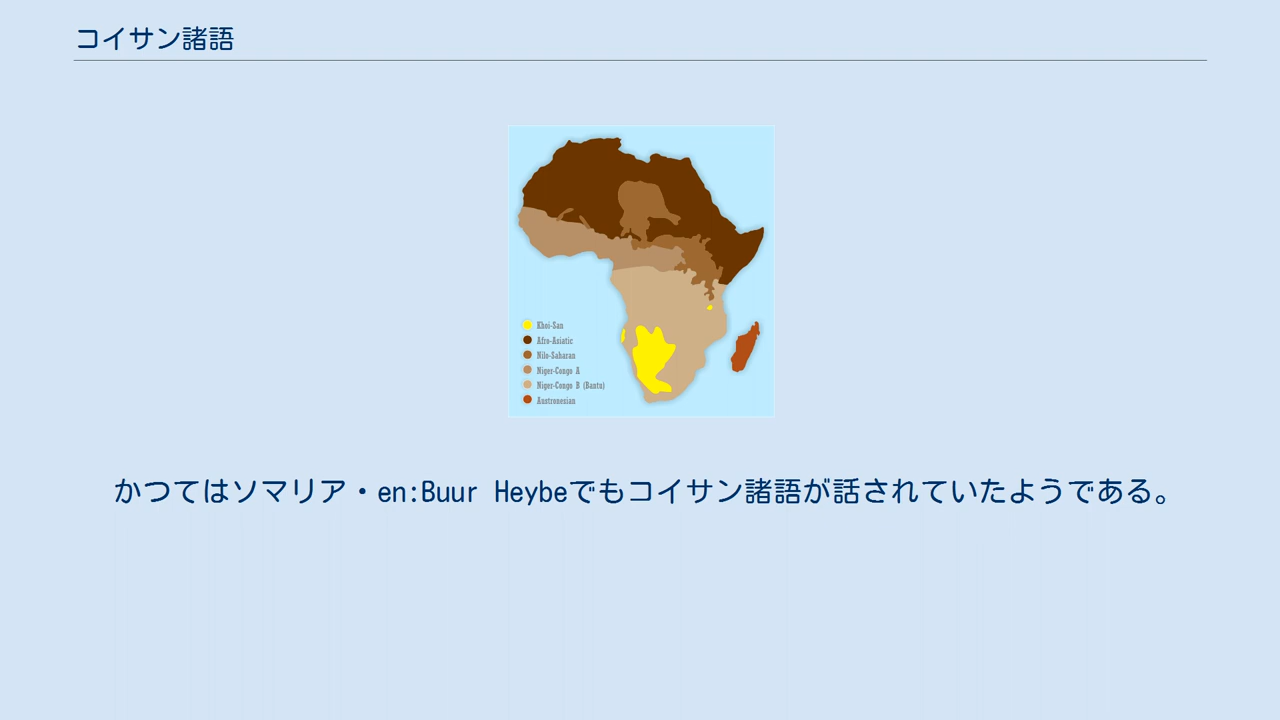 コイサン諸語
Khoi-San
Afro-Asiatic
Nilo-Saharan
Niger-Congo A
Niger-Congo B (Bantu)
Austronesian
かつてはソマリア・en:Buur Heybeでもコイサン諸語が話されていたようである。